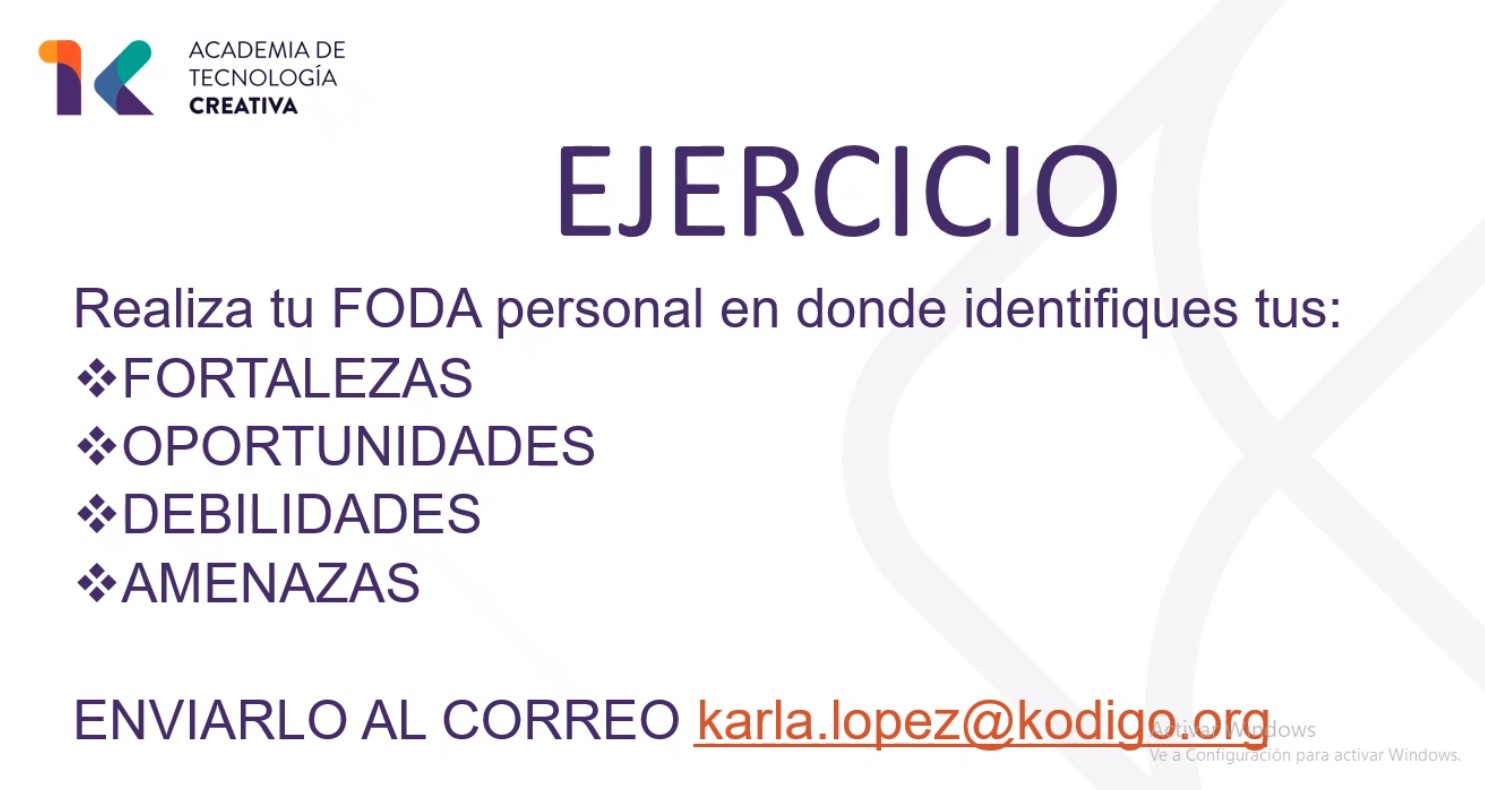 ACADEMIA DE
TECNOLOGÍA
CREATIVA
EJERCICIO
Realiza tu FODA personal en donde identifiques tus:
❖FORTALEZAS
❖OPORTUNIDADES
❖DEBILIDADES
❖AMENAZAS
ENVIARLO AL CORREO karla.lopez@kodigo.org
Activar Windows
Ve a Configuración para activar Windows.